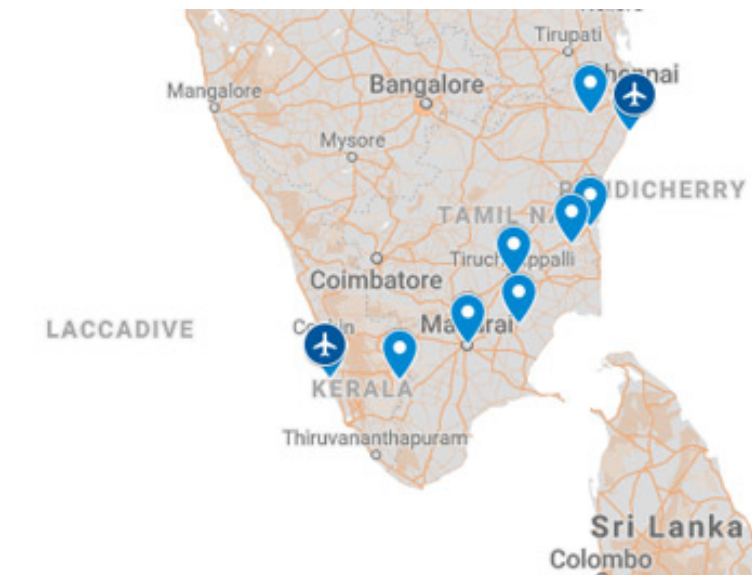 Tirupati
Mangalore
Bangalore
Mysore
TAMIL NA
Coimbatore
LACCADIVE
KERALA
Thiruvananthapuram
Sri Lanka
Colombo